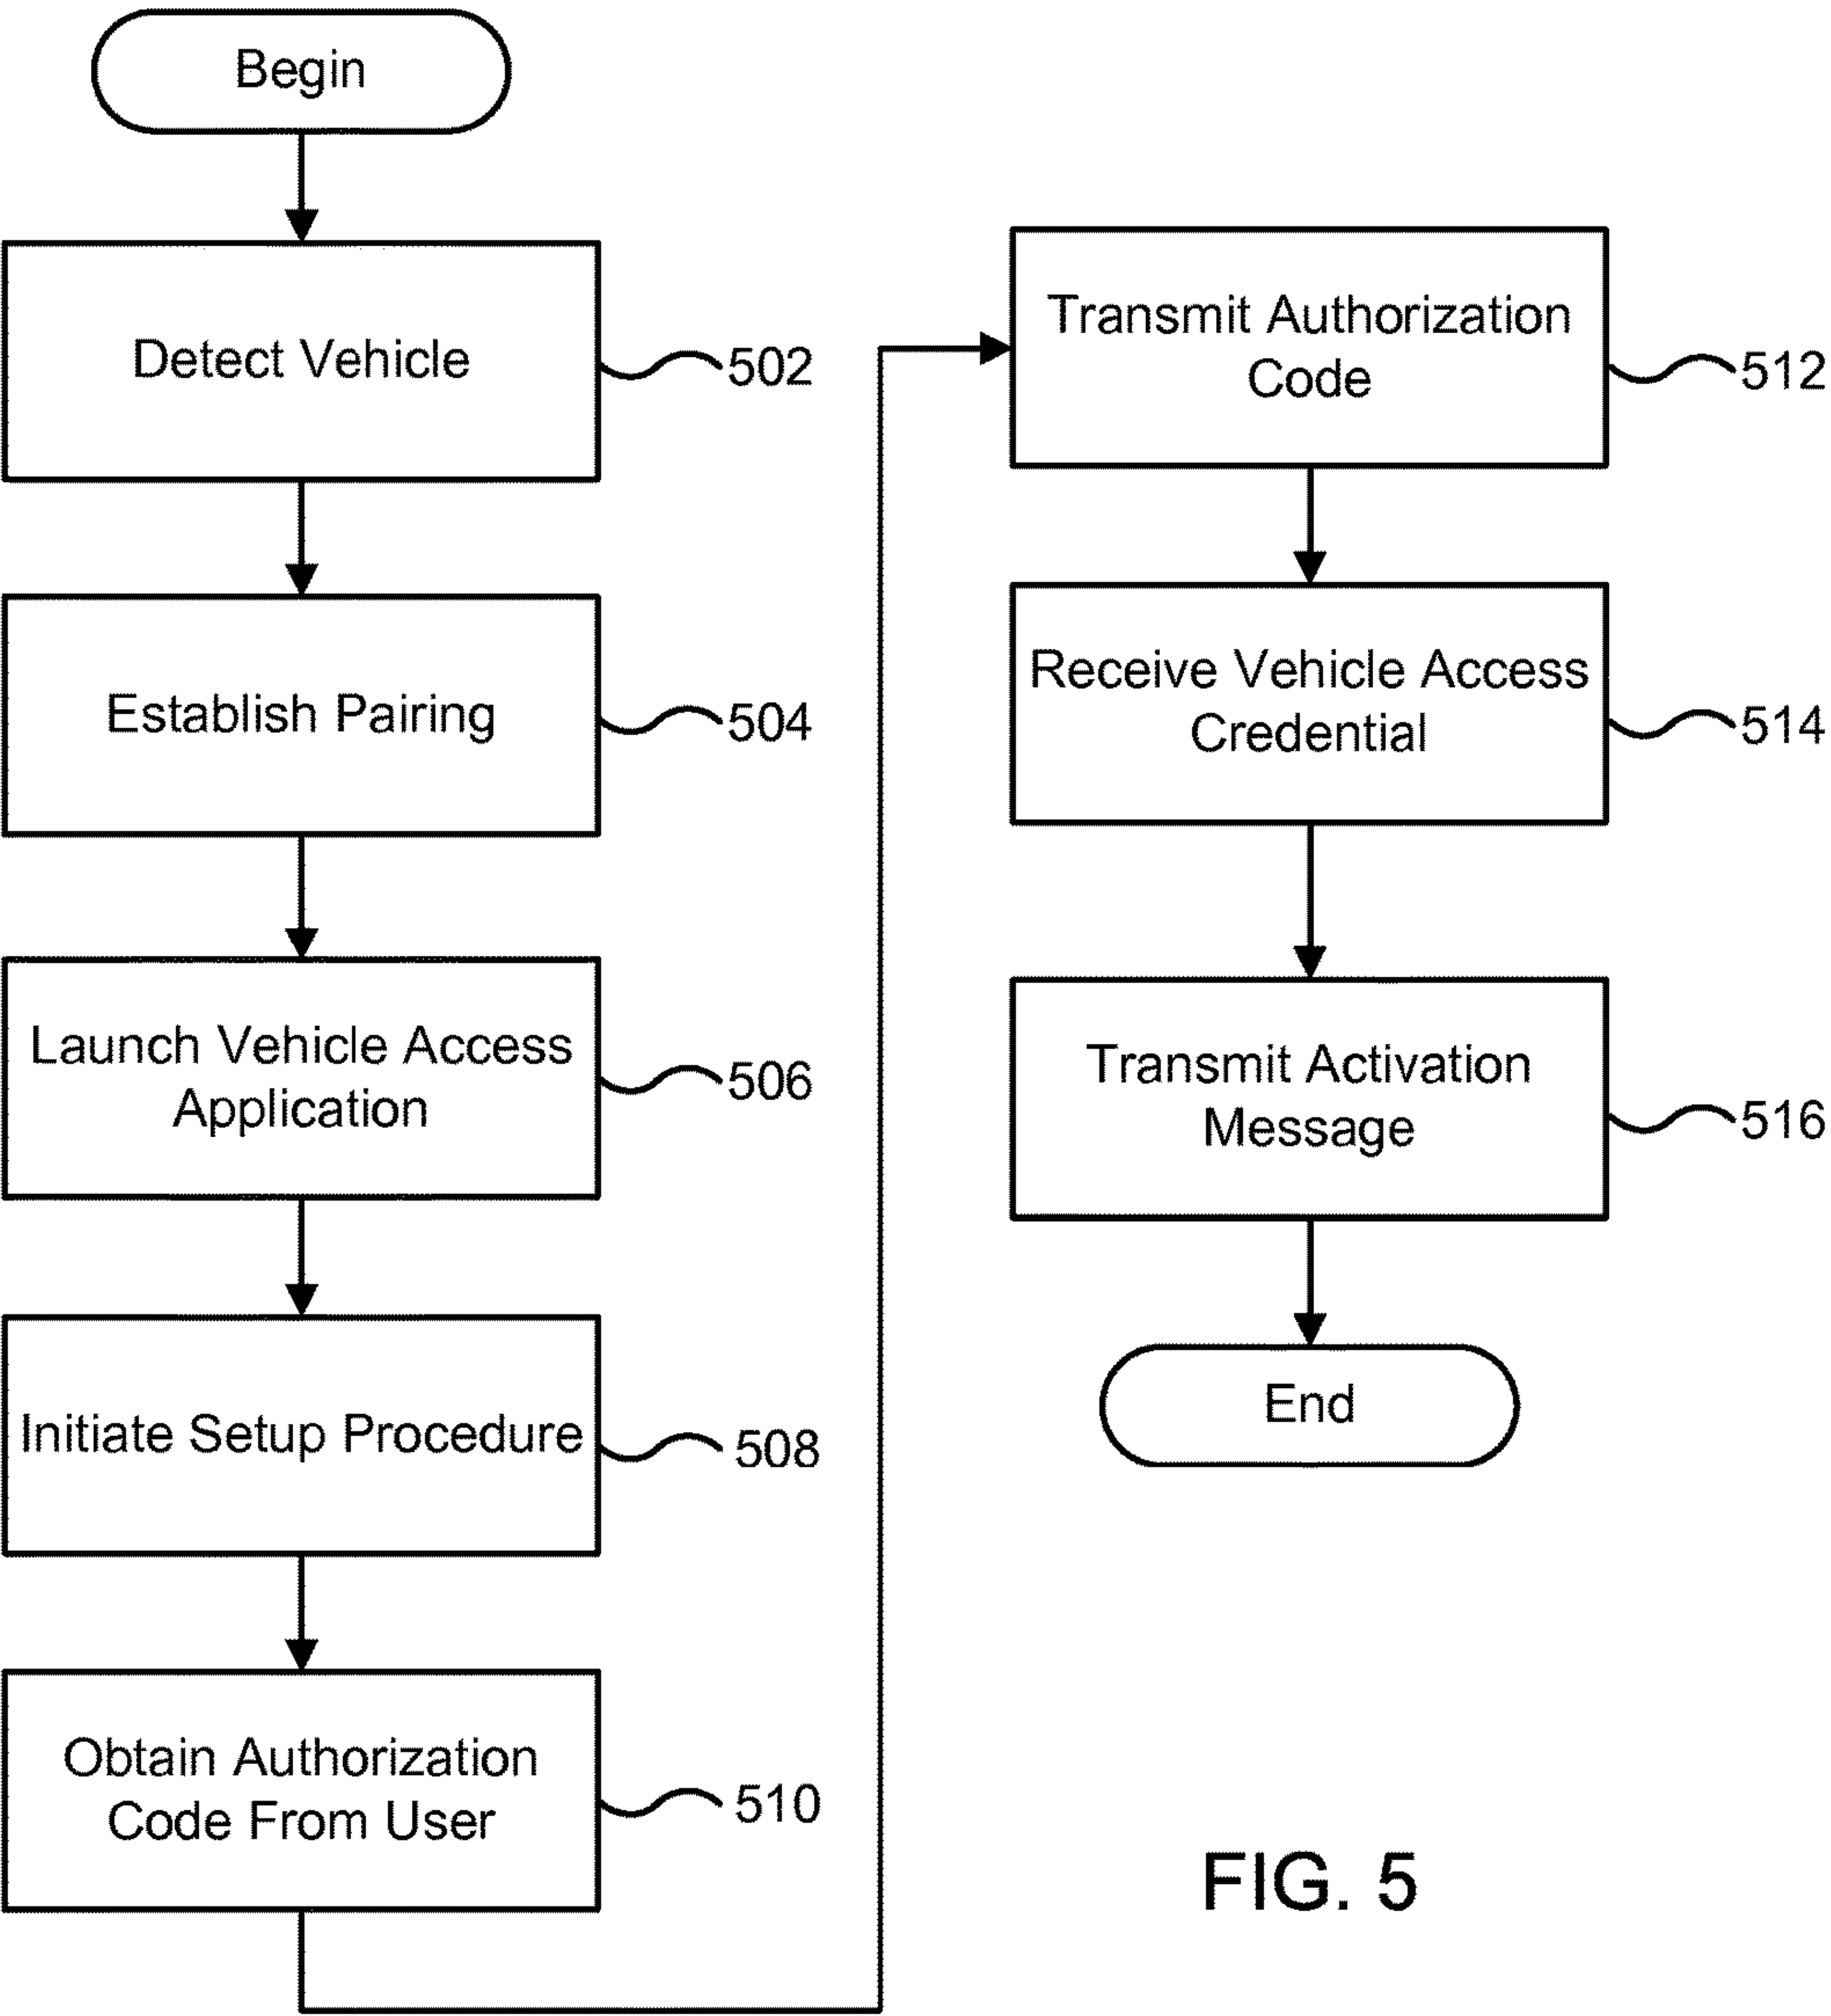 Begin
Detect Vehicle
502
Establish Pairing
504
Launch Vehicle Access
Application
506
Initiate Setup Procedure
508
Obtain Authorization
Code From User
510
Transmit Authorization
Code
512
Receive Vehicle Access
Credential
514
Transmit Activation
Message
516
End
FIG. 5